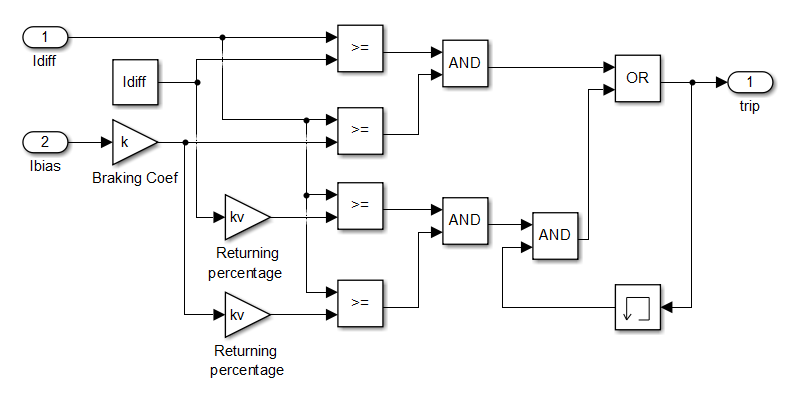 1
Idiff
Idiff
2
Ibias
k
Braking Coef
>=
>=
AND
OR
1
trip
kv
Returning
percentage
>=
AND
AND
kv
Returning
percentage
>=